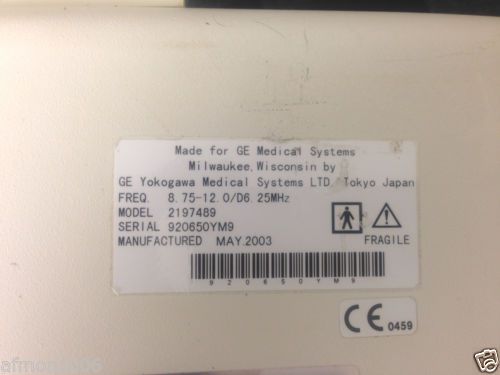 Made for GE Medical Systems
Milwaukee, Wisconsin by
GE Yokogawa Medical Systems LTD/Tokyo Japan
FREQ. 8.75-12.0/D6.25MHz
MODEL 2197489
SERIAL 920650YM9
MANUFACTURED MAY.2003
FRAGILE
920650YM9
CE 0459
ebay